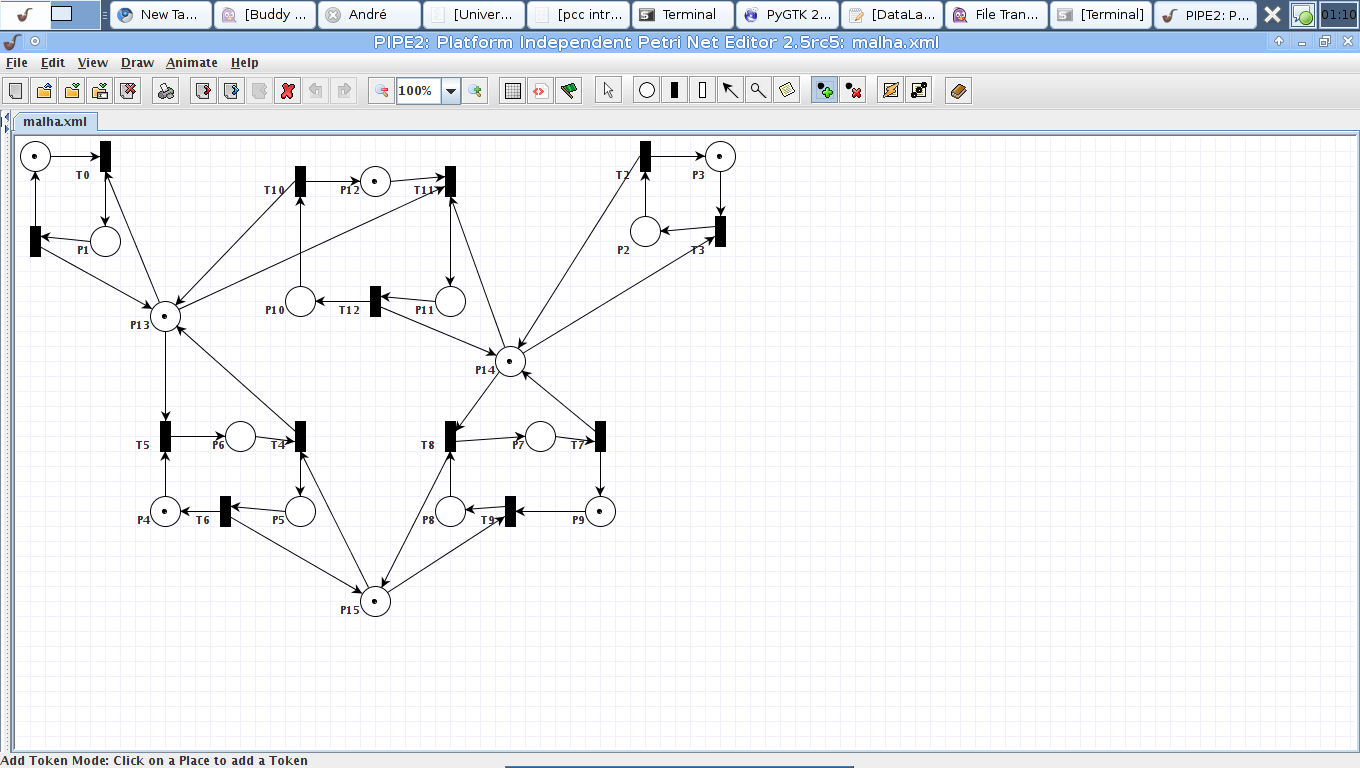 New Ta...
[Buddy ...
André
[Univer...
[pcc intr...
Terminal
PyGTK 2...
[DataLa...
File Tran...
[Terminal]
PIPE2: P...
01:10
PIPE2: Platform Independent Petri Net Editor 2.5rc5: malha.xml
File Edit View Draw Animate Help
100%
malha.xml
T0
T10
P12
T11
T2
P3
P1
P2
T3
P10
T12
P11
P13
P14
T5
P6
T4
T8
P7
T7
P4
T6
P5
P8
T9
P9
P15
Add Token Mode: Click on a Place to add a Token